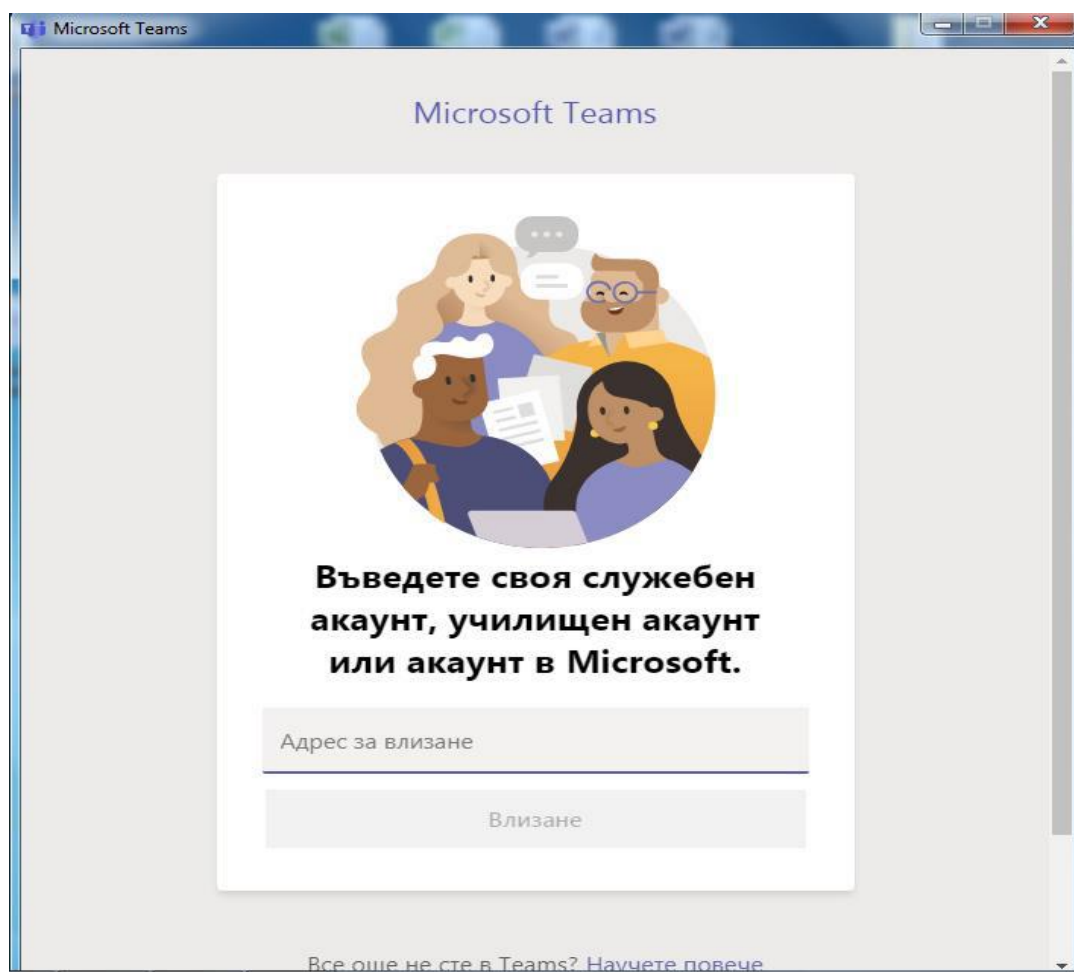 Microsoft Teams
Microsoft Teams
Въведете своя служебен
акаунт, училищен акаунт
или акаунт в Microsoft.
Адрес за влизане
Влизане
Все още не сте в Teams? Научете повече